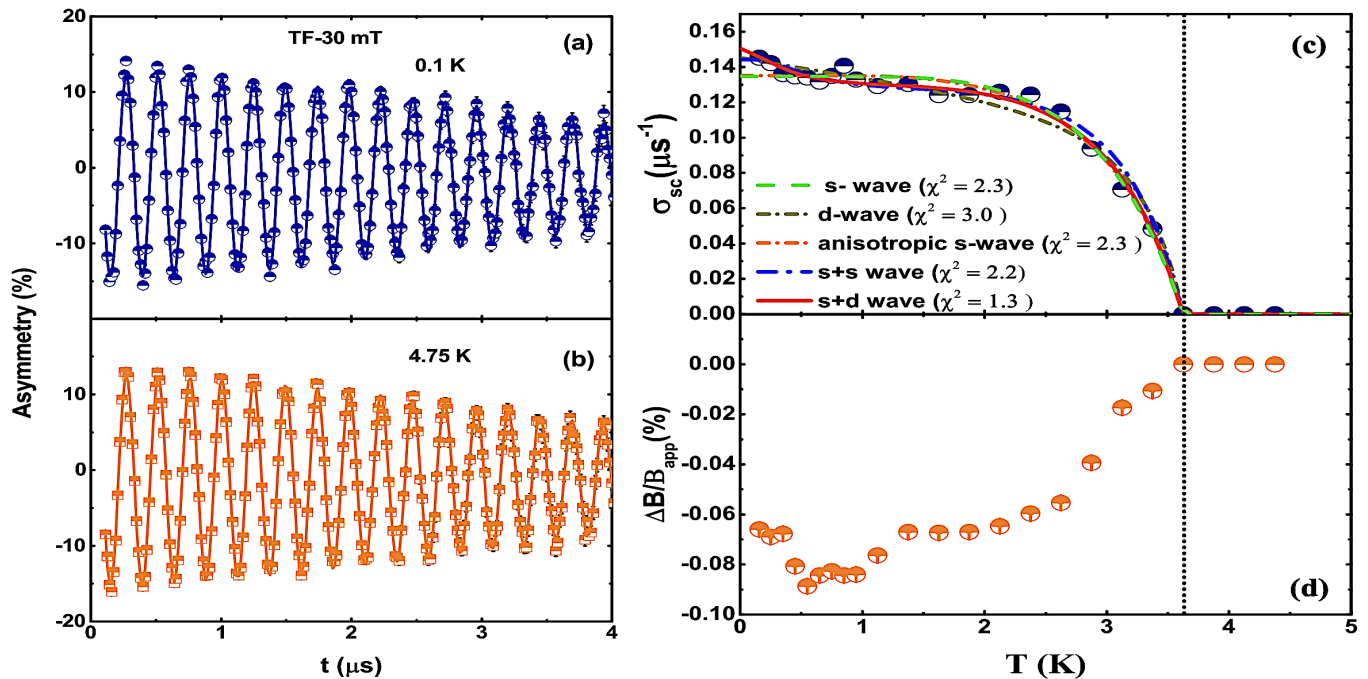 TF-30 mT
(a)
0.1 K
10
0
-10
(b)
4.75 K
20
10
0
-10
-20
Asymmetry (%)
0
1
2
3
4
t (μs)
0.16
(c)
0.14
0.12
0.10
0.08
0.06
0.04
0.02
0.00
σsc(μs⁻¹)
s- wave (χ² = 2.3)
d-wave (χ² = 3.0 )
anisotropic s-wave (χ² = 2.3)
s+s wave (χ² = 2.2)
s+d wave (χ² = 1.3 )
0.00
-0.02
-0.04
-0.06
-0.08
-0.10
ΔB/Bapp(%)
(d)
0
1
2
3
4
5
T (K)